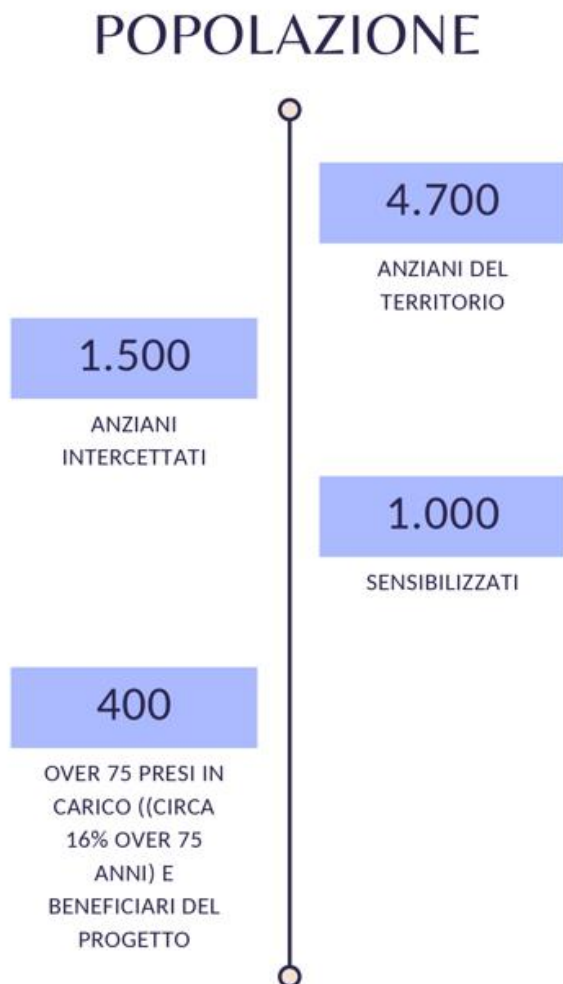 POPOLAZIONE
4.700
ANZIANI DEL
TERRITORIO
1.500
ANZIANI
INTERCETTATI
1.000
SENSIBILIZZATI
400
OVER 75 PRESI IN
CARICO ((CIRCA
16% OVER 75
ANNI) E
BENEFICIARI DEL
PROGETTO